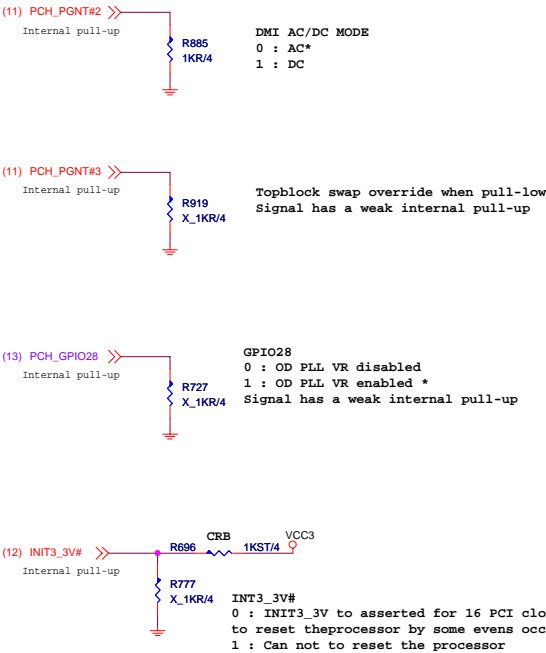 (11) PCH_PGNT#2
Internal pull-up
R885
1KR/4
DMI AC/DC MODE
0 : AC*
1 : DC
(11) PCH_PGNT#3
Internal pull-up
R919
X_1KR/4
Topblock swap override when pull-low
Signal has a weak internal pull-up
(13) PCH_GPIO28
Internal pull-up
R727
X_1KR/4
GPIO28
0 : OD PLL VR disabled
1 : OD PLL VR enabled *
Signal has a weak internal pull-up
(12) INIT3_3V#
Internal pull-up
R696
CRB
1KST/4
VCC3
R777
X_1KR/4
INT3_3V#
0 : INIT3_3V to asserted for 16 PCI clo
to reset theprocessor by some evens occ
1 : Can not to reset the processor